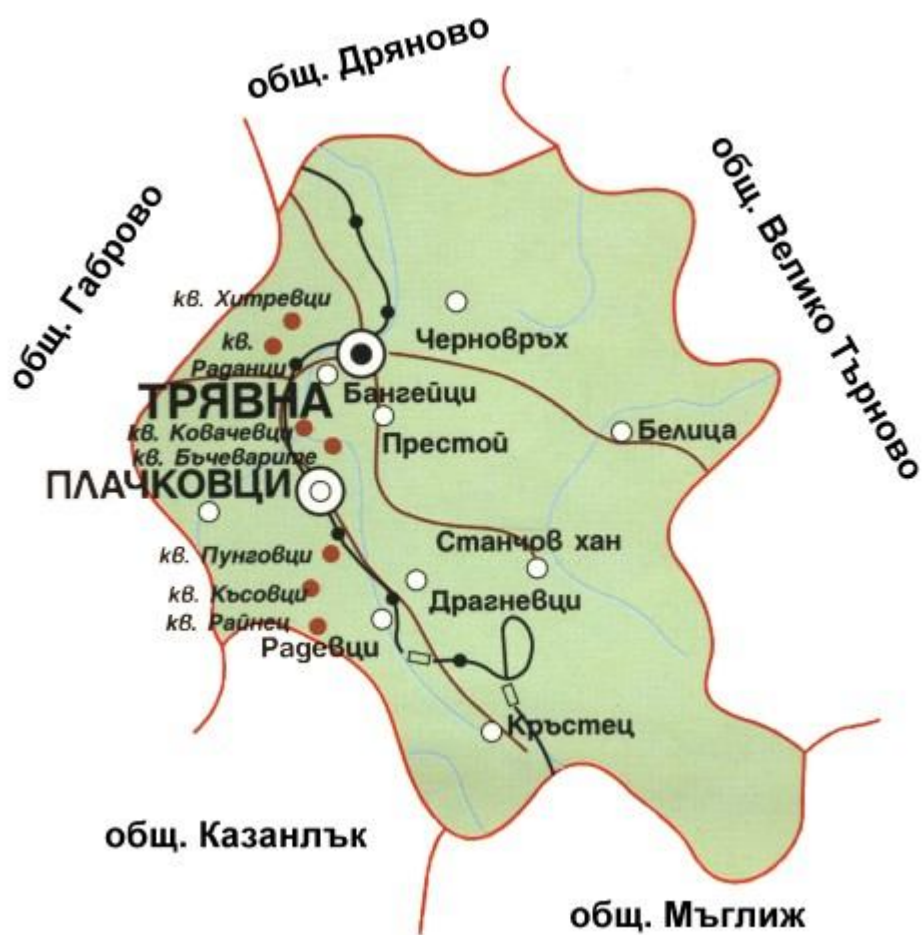 общ. Дряново
общ. Габрово
общ. Велико Търново
кв. Хитревци
Черновръх
кв.
Раданци
Бангейци
ТРЯВНА
Престой
Белица
кв. Ковачевци
кв. Бъчеварите
ПЛАЧКОВЦИ
Станчов хан
кв. Пунговци
Драгневци
кв. Късовци
кв. Райнец
Радевци
Кръстец
общ. Казанлък
общ. Мъглиж